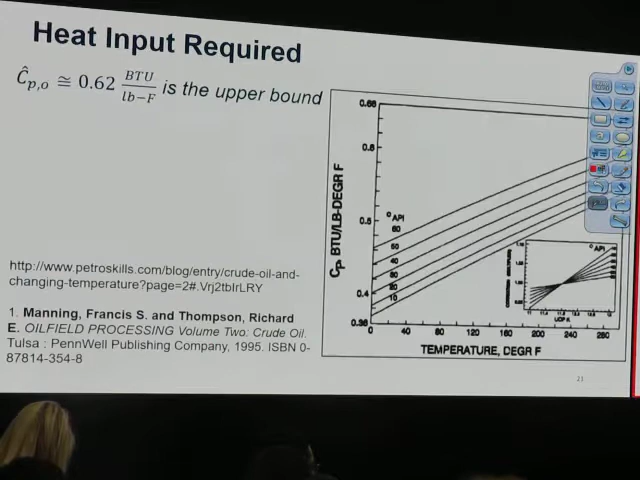 Heat Input Required
Ĉp,o ≅ 0.62 BTU/lb−F is the upper bound
http://www.petroskills.com/blog/entry/crude-oil-and-
changing-temperature?page=2#.Vrj2tbIrLRY
1. Manning, Francis S. and Thompson, Richard
E. OILFIELD PROCESSING Volume Two: Crude Oil.
Tulsa : PennWell Publishing Company, 1995. ISBN 0-
87814-354-8
Cp, BTU/LB-DEGR F
0.66
0.6
0.5
0.4
0.36
° API
60
50
40
30
20
10
0 40 80 120 160 200 240 280
TEMPERATURE, DEGR F
° API
21